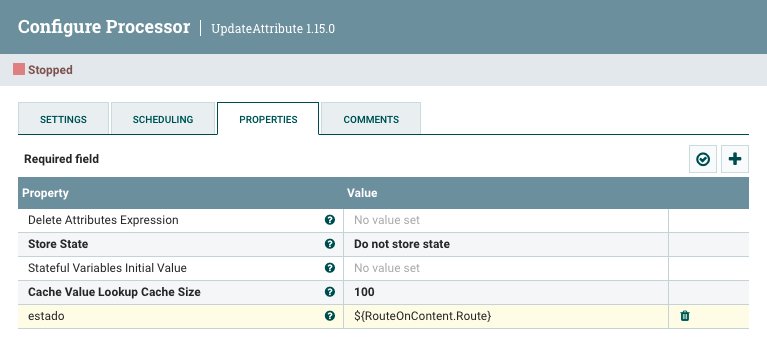 Configure Processor | UpdateAttribute 1.15.0
Stopped
SETTINGS SCHEDULING PROPERTIES COMMENTS
Required field
Property Value
Delete Attributes Expression No value set
Store State Do not store state
Stateful Variables Initial Value No value set
Cache Value Lookup Cache Size 100
estado ${RouteOnContent.Route}